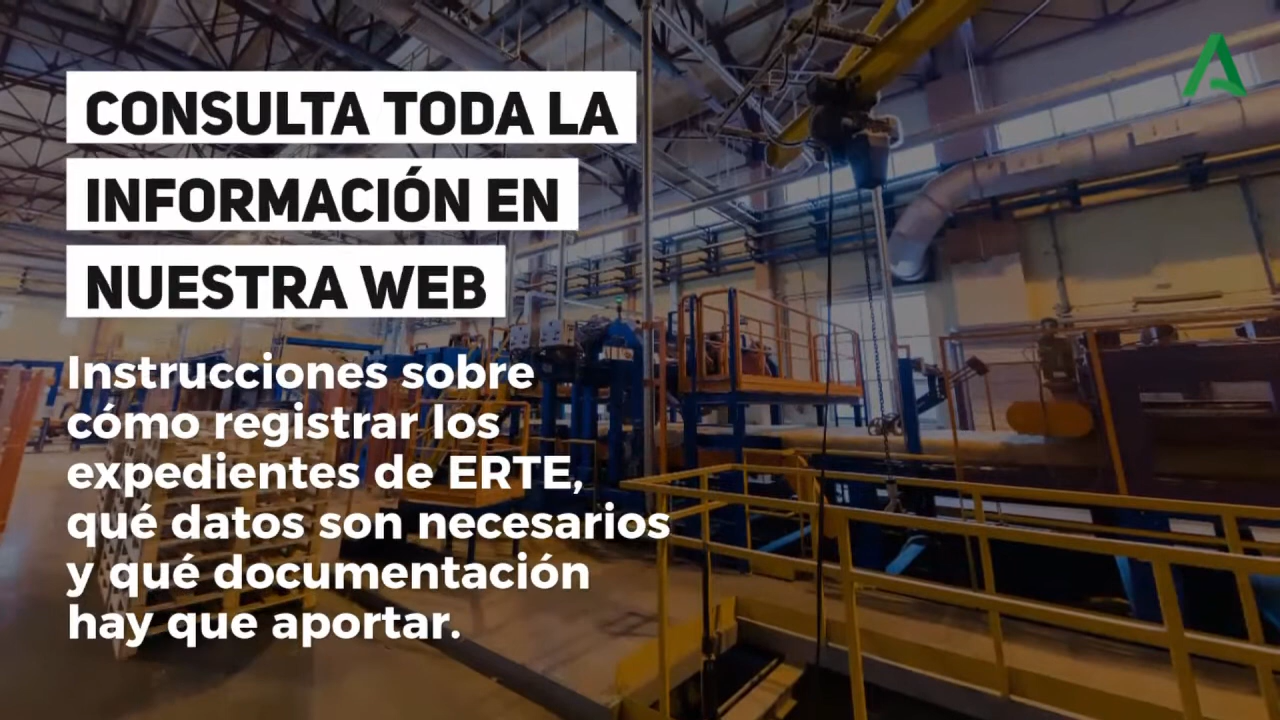 CONSULTA TODA LA
INFORMACIÓN EN
NUESTRA WEB
Instrucciones sobre
cómo registrar los
expedientes de ERTE,
qué datos son necesarios
y qué documentación
hay que aportar.